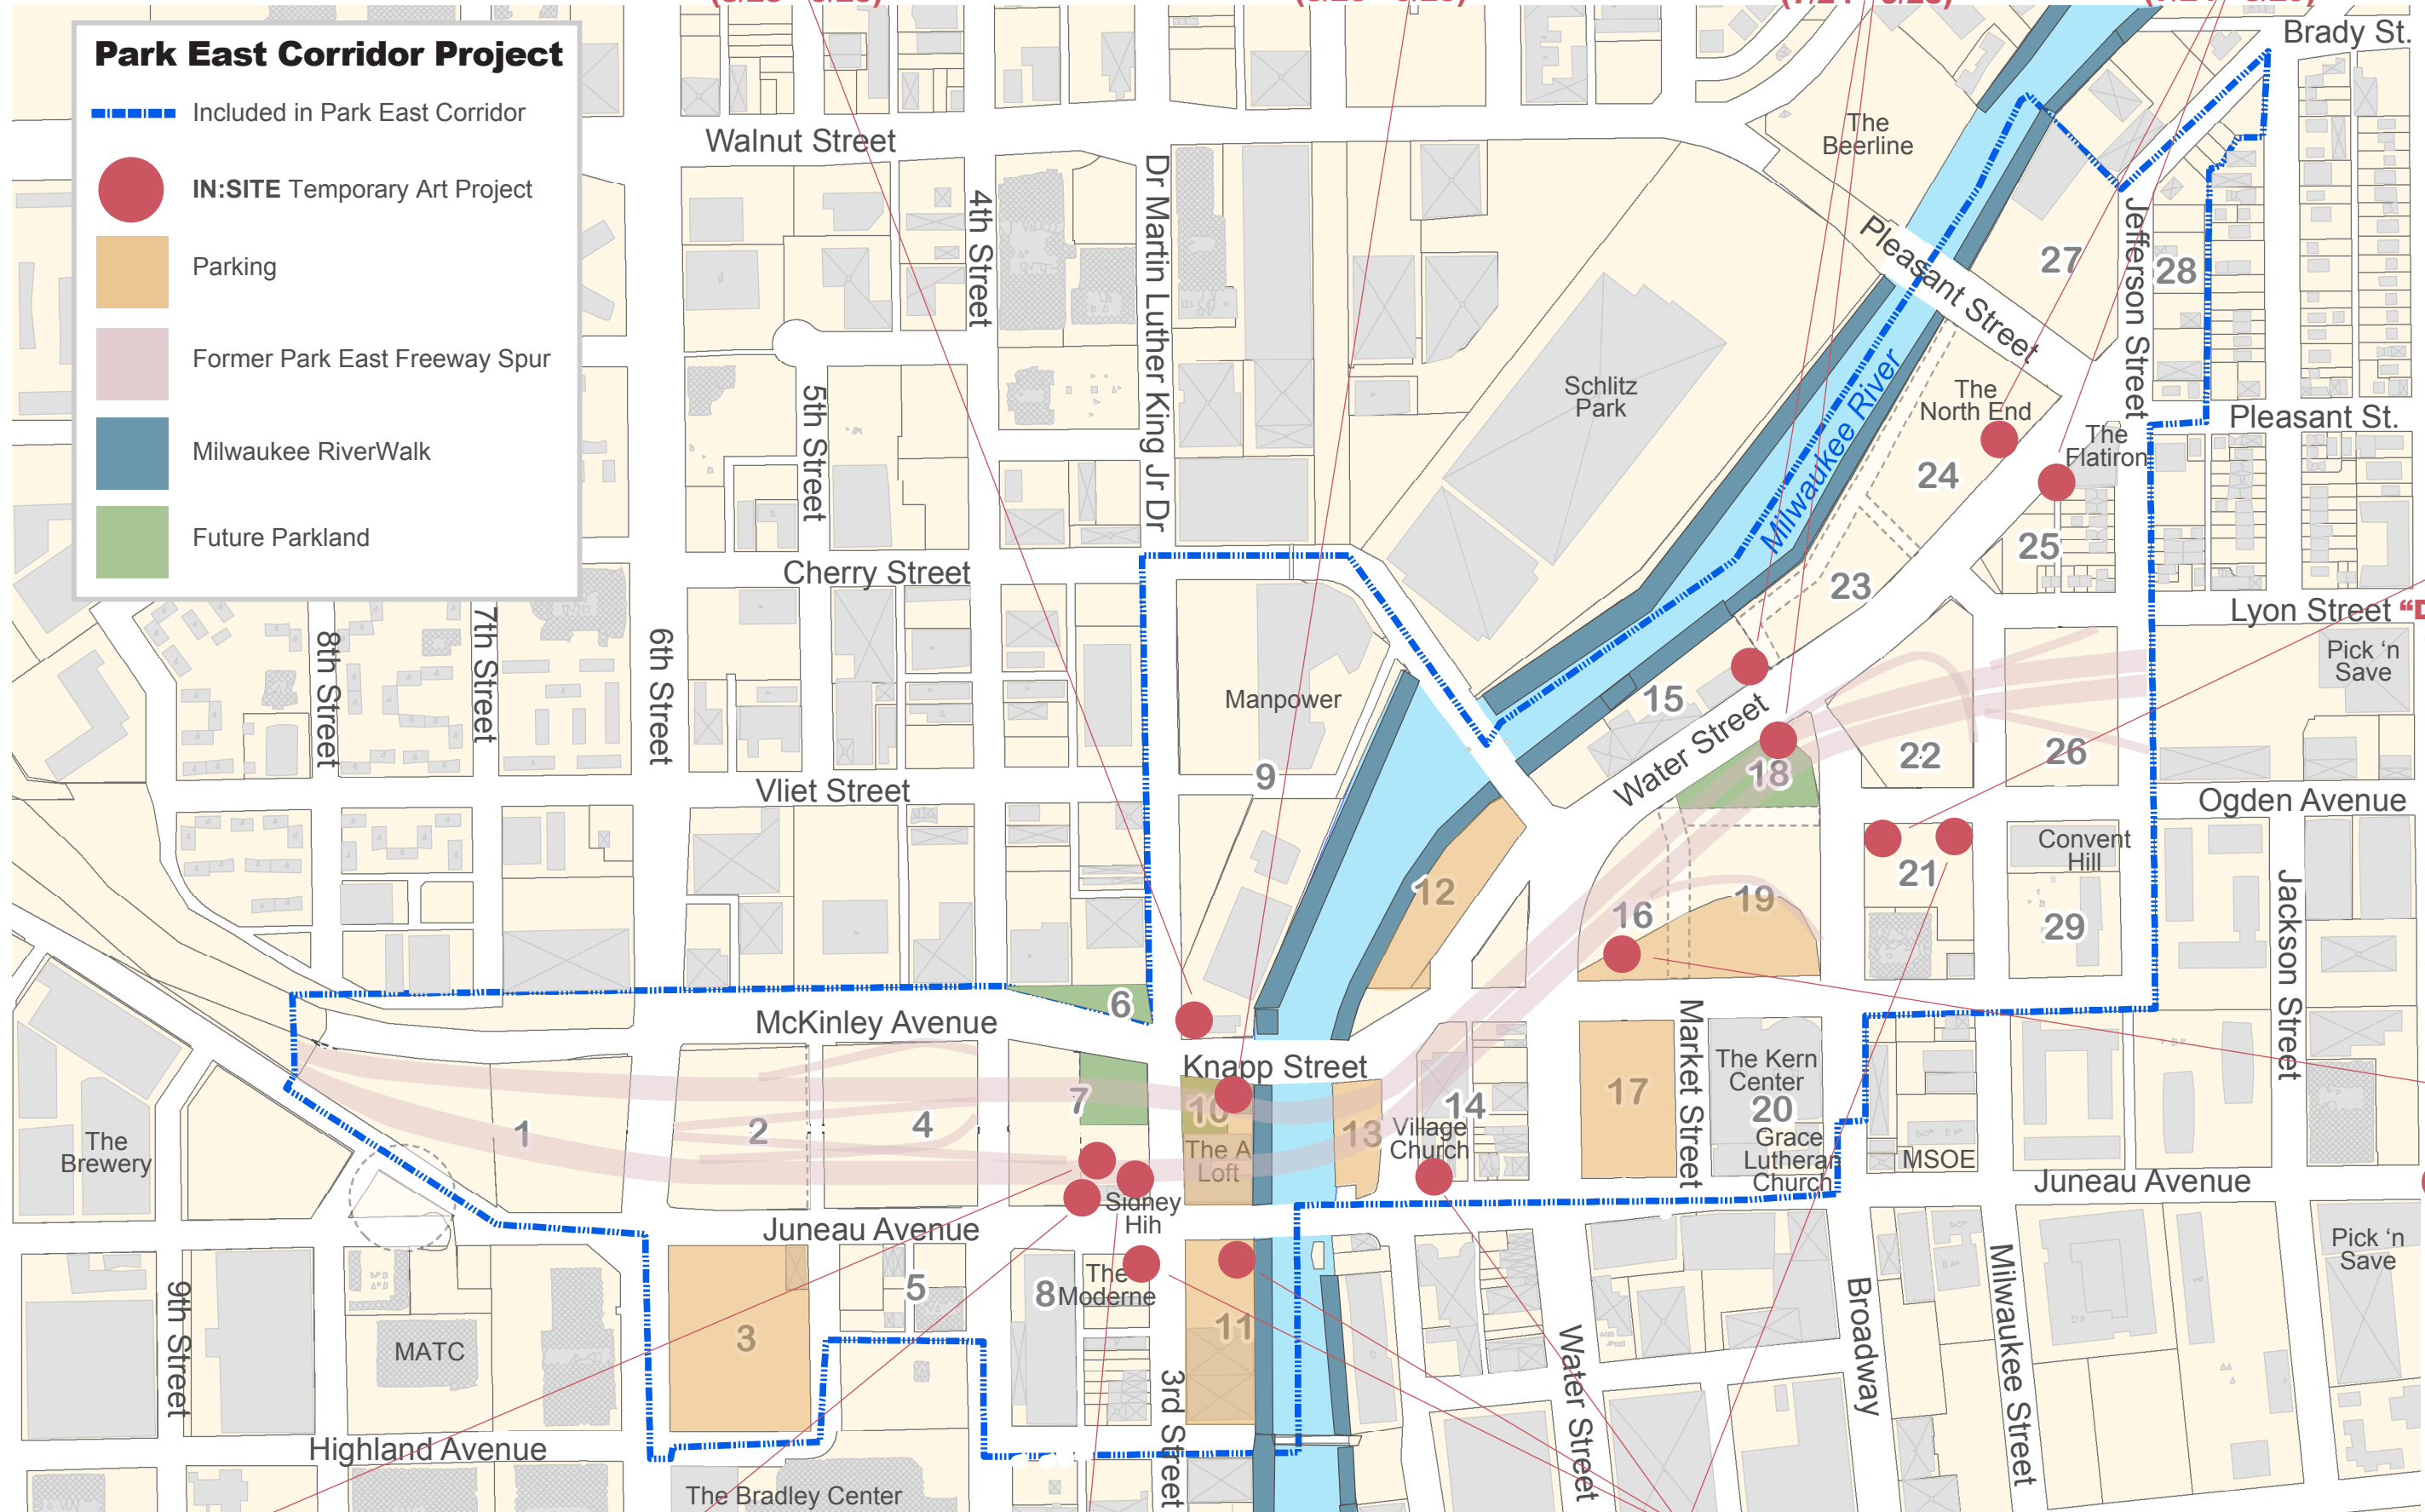 Brady St.
Park East Corridor Project
Included in Park East Corridor
IN:SITE Temporary Art Project
Parking
Former Park East Freeway Spur
Milwaukee RiverWalk
Future Parkland
Walnut Street
The
Beerline
4th Street
Dr Martin Luther King Jr Dr
Pleasant Street
Jefferson Street
27
28
5th Street
Schlitz
Park
Milwaukee River
The
North End
The
Flatiron
Pleasant St.
24
25
23
Cherry Street
Lyon Street
8th Street
7th Street
6th Street
Manpower
15
Pick ‘n
Save
9
Water Street
18
22
26
Vliet Street
Ogden Avenue
Convent
Hill
12
16
19
21
29
Jackson Street
6
McKinley Avenue
Knapp Street
Market Street
The Kern
Center
20
Grace
Lutheran
Church
The
Brewery
1
2
4
7
10
The A
Loft
13
14
Village
Church
17
MSOE
Juneau Avenue
Sidney
Hih
Juneau Avenue
Pick ‘n
Save
9th Street
MATC
3
5
8
The
Moderne
11
3rd Street
Water Street
Broadway
Milwaukee Street
Highland Avenue
The Bradley Center